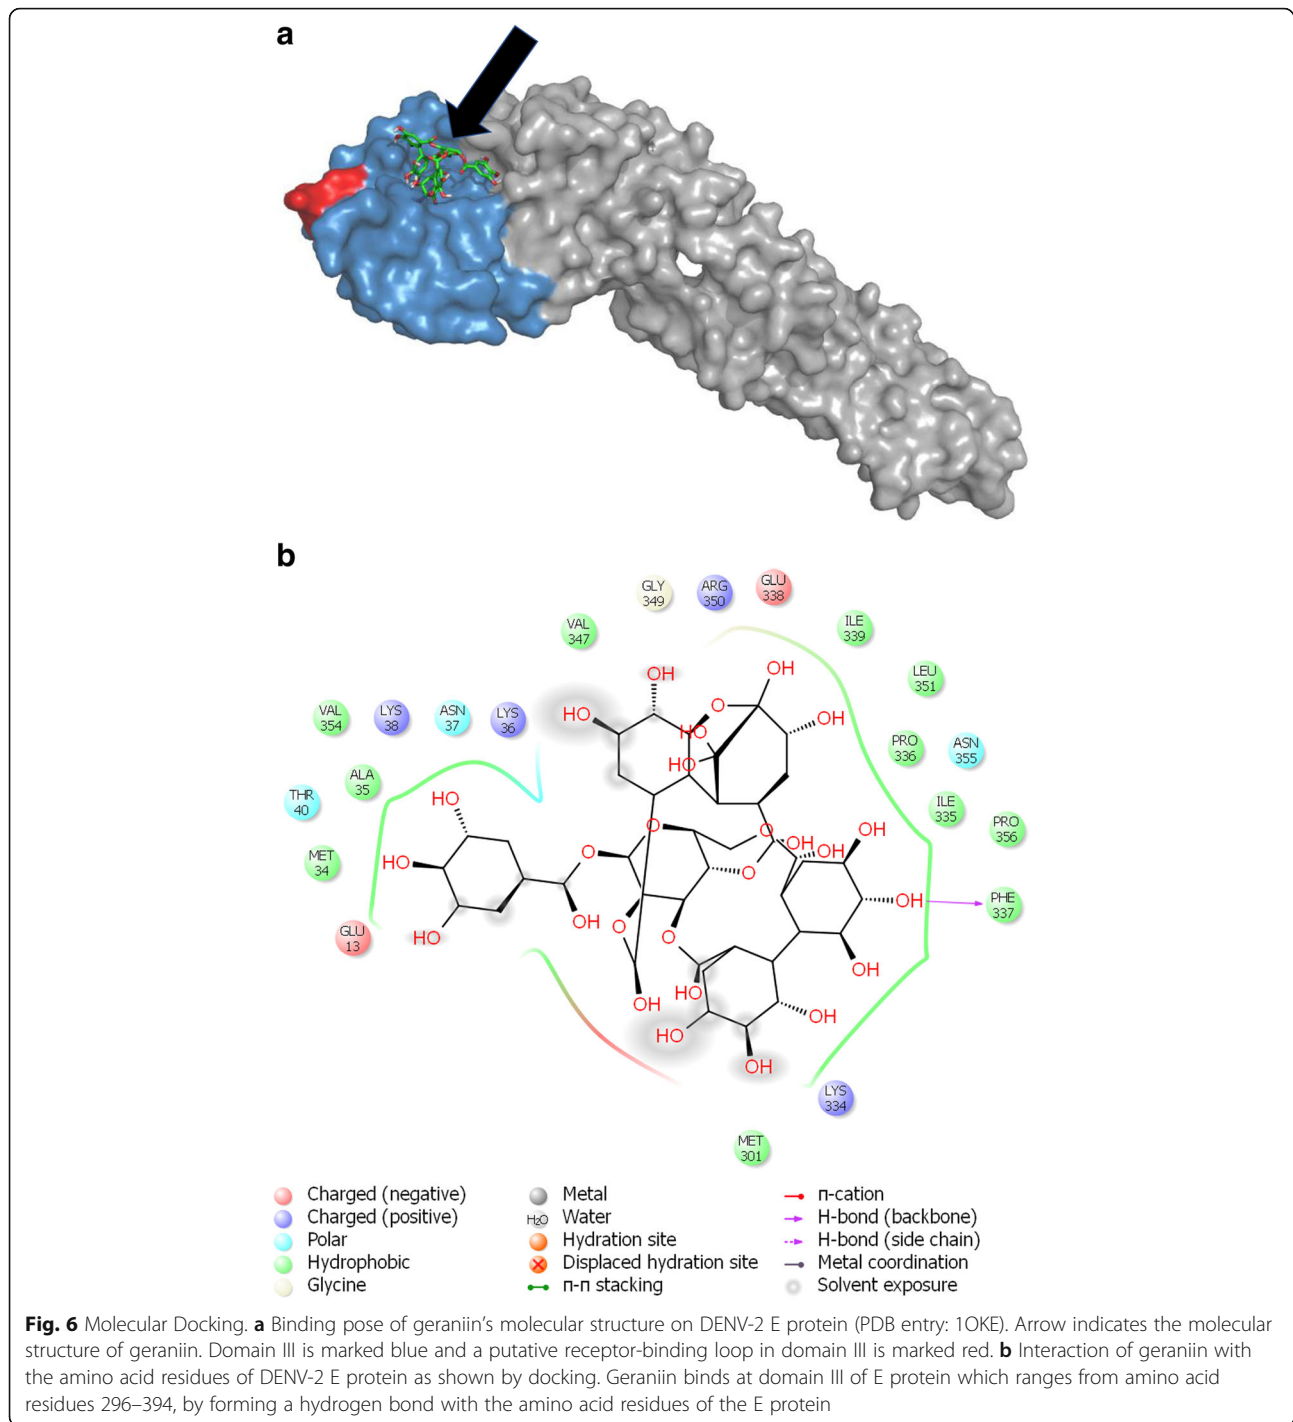 a
b
GLY
349
ARG
350
GLU
338
VAL
347
ILE
339
LEU
351
VAL
354
LYS
38
ASN
37
LYS
36
PRO
336
ASN
355
ALA
35
THR
40
ILE
335
PRO
356
MET
34
PHE
337
GLU
13
LYS
334
MET
301
OH
OH
HO
O
HO
OH
HO
HO
O
O
OH
OH
OH
HO
O
O
OH
HO
OH
O
O
OH
HO
HO
OH
OH
HO
OH
Charged (negative)
Charged (positive)
Polar
Hydrophobic
Glycine
Metal
H₂O Water
Hydration site
Displaced hydration site
π-π stacking
π-cation
H-bond (backbone)
H-bond (side chain)
Metal coordination
Solvent exposure
Fig. 6 Molecular Docking. a Binding pose of geraniin's molecular structure on DENV-2 E protein (PDB entry: 1OKE). Arrow indicates the molecular
structure of geraniin. Domain III is marked blue and a putative receptor-binding loop in domain III is marked red. b Interaction of geraniin with
the amino acid residues of DENV-2 E protein as shown by docking. Geraniin binds at domain III of E protein which ranges from amino acid
residues 296–394, by forming a hydrogen bond with the amino acid residues of the E protein